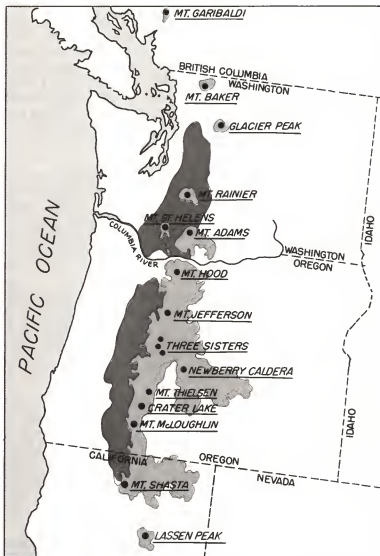 MT. GARIBALDI
BRITISH COLUMBIA
WASHINGTON
MT. BAKER
GLACIER PEAK
MT. RAINIER
MT. ST. HELENS
MT. ADAMS
COLUMBIA RIVER
WASHINGTON
OREGON
IDAHO
MT. HOOD
PACIFIC OCEAN
MT. JEFFERSON
THREE SISTERS
NEWBERRY CALDERA
MT. THIELSEN
CRATER LAKE
MT. McLOUGHLIN
IDAHO
CALIFORNIA
OREGON
NEVADA
MT. SHASTA
LASSEN PEAK